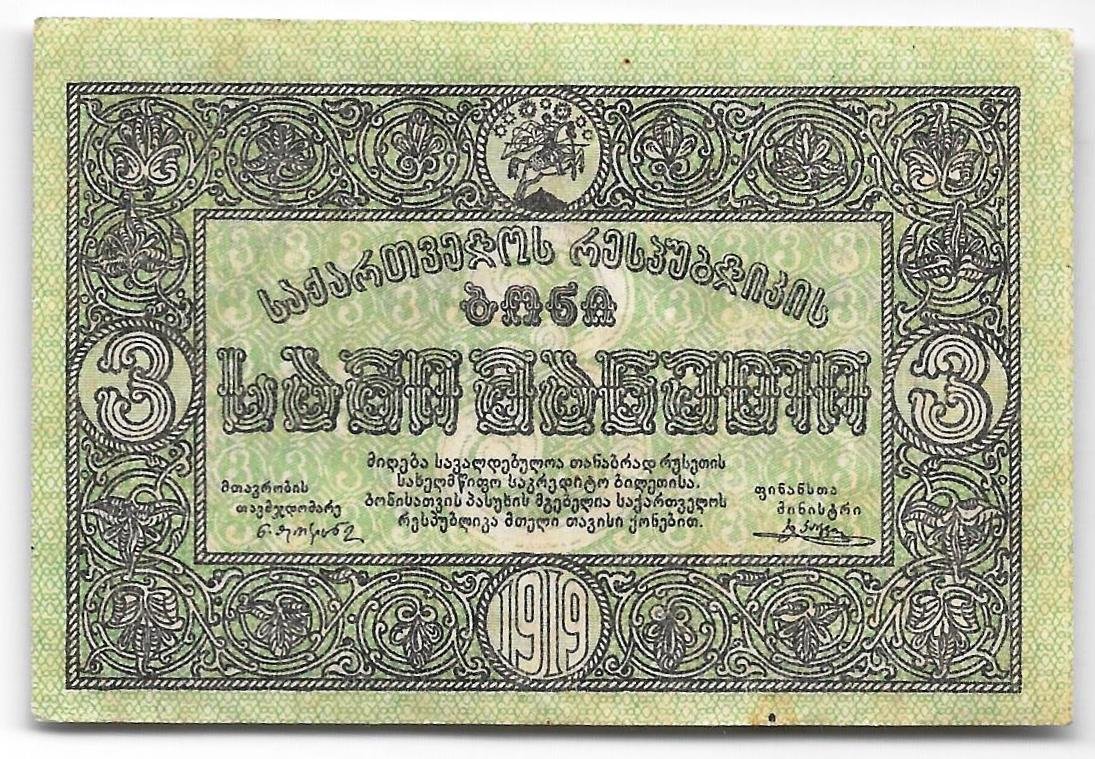 საქართველოს რესპუბლიკის
ბონი
სამი მანეთი
3
3
მიღება სავალდებულოა თანაბრად რუსეთის
სახელმწიფო საკრედიტო ბილეთისა.
ბონისათვის პასუხის მგებელია საქართველოს
რესპუბლიკა მთელი თავისი ქონებით.
მთავრობის
თავმჯდომარე
ფინანსთა
მინისტრი
1919